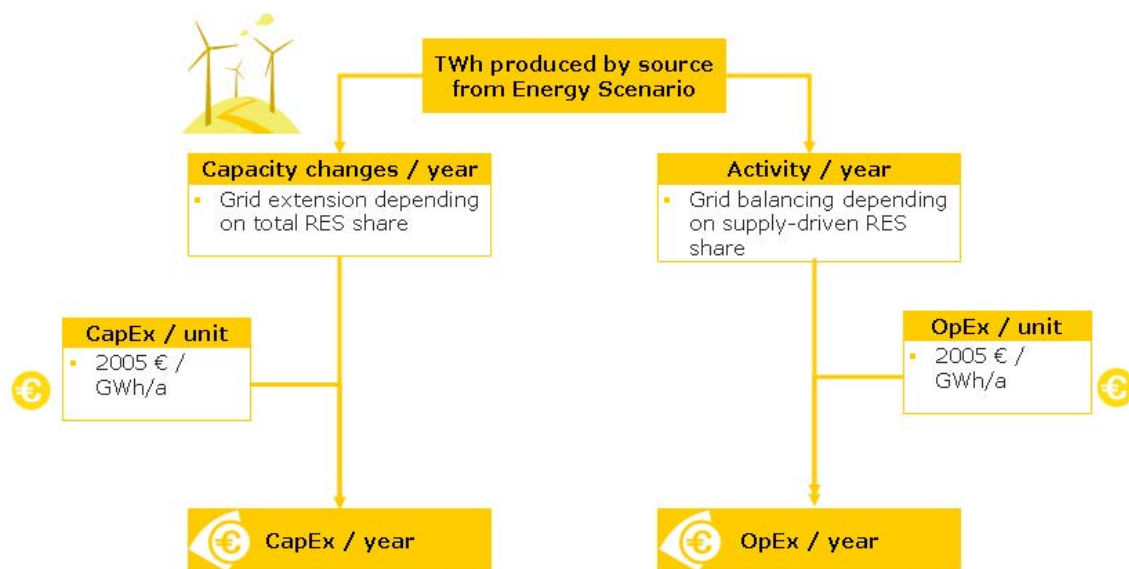 TWh produced by source
from Energy Scenario
Capacity changes / year
▪ Grid extension depending
on total RES share
Activity / year
▪ Grid balancing depending
on supply-driven RES
share
CapEx / unit
▪ 2005 € /
GWh/a
OpEx / unit
▪ 2005 € /
GWh/a
€
€
€ CapEx / year
€ OpEx / year